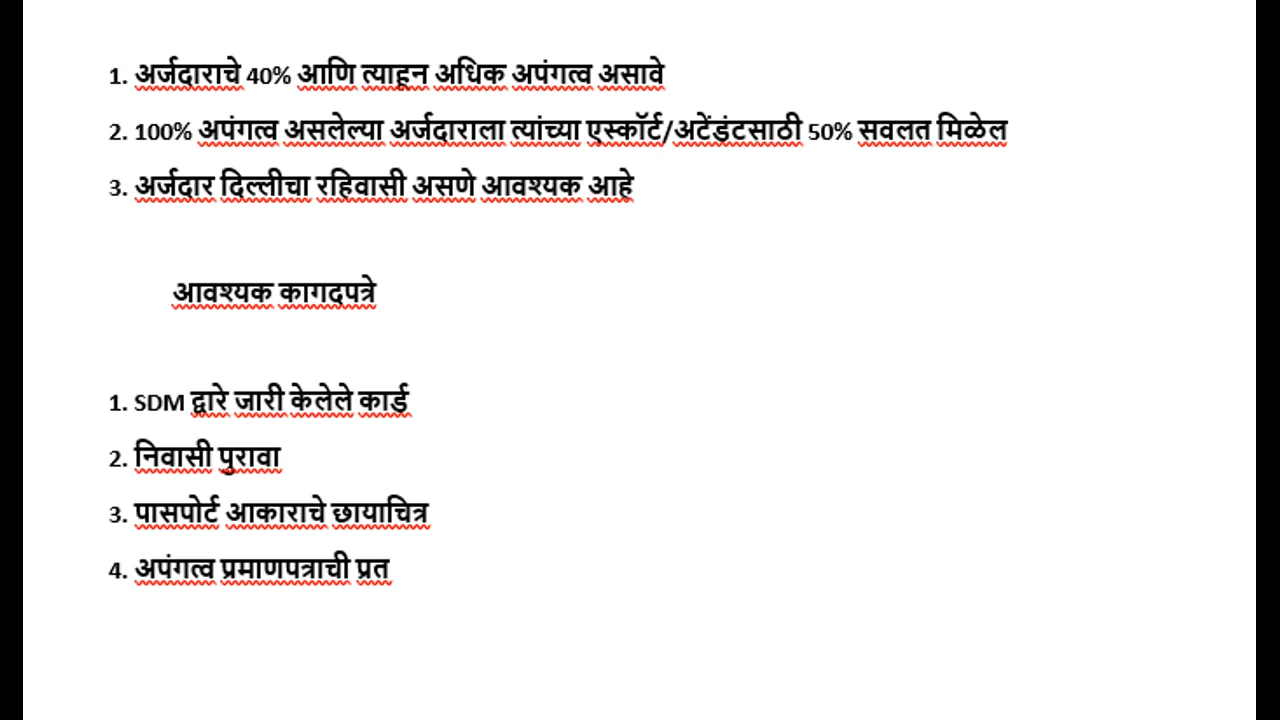 1. अर्जदाराचे 40% आणि त्याहून अधिक अपंगत्व असावे
2. 100% अपंगत्व असलेल्या अर्जदाराला त्यांच्या एस्कॉर्ट/अटेंडंटसाठी 50% सवलत मिळेल
3. अर्जदार दिल्लीचा रहिवासी असणे आवश्यक आहे
आवश्यक कागदपत्रे
1. SDM द्वारे जारी केलेले कार्ड
2. निवासी पुरावा
3. पासपोर्ट आकाराचे छायाचित्र
4. अपंगत्व प्रमाणपत्राची प्रत